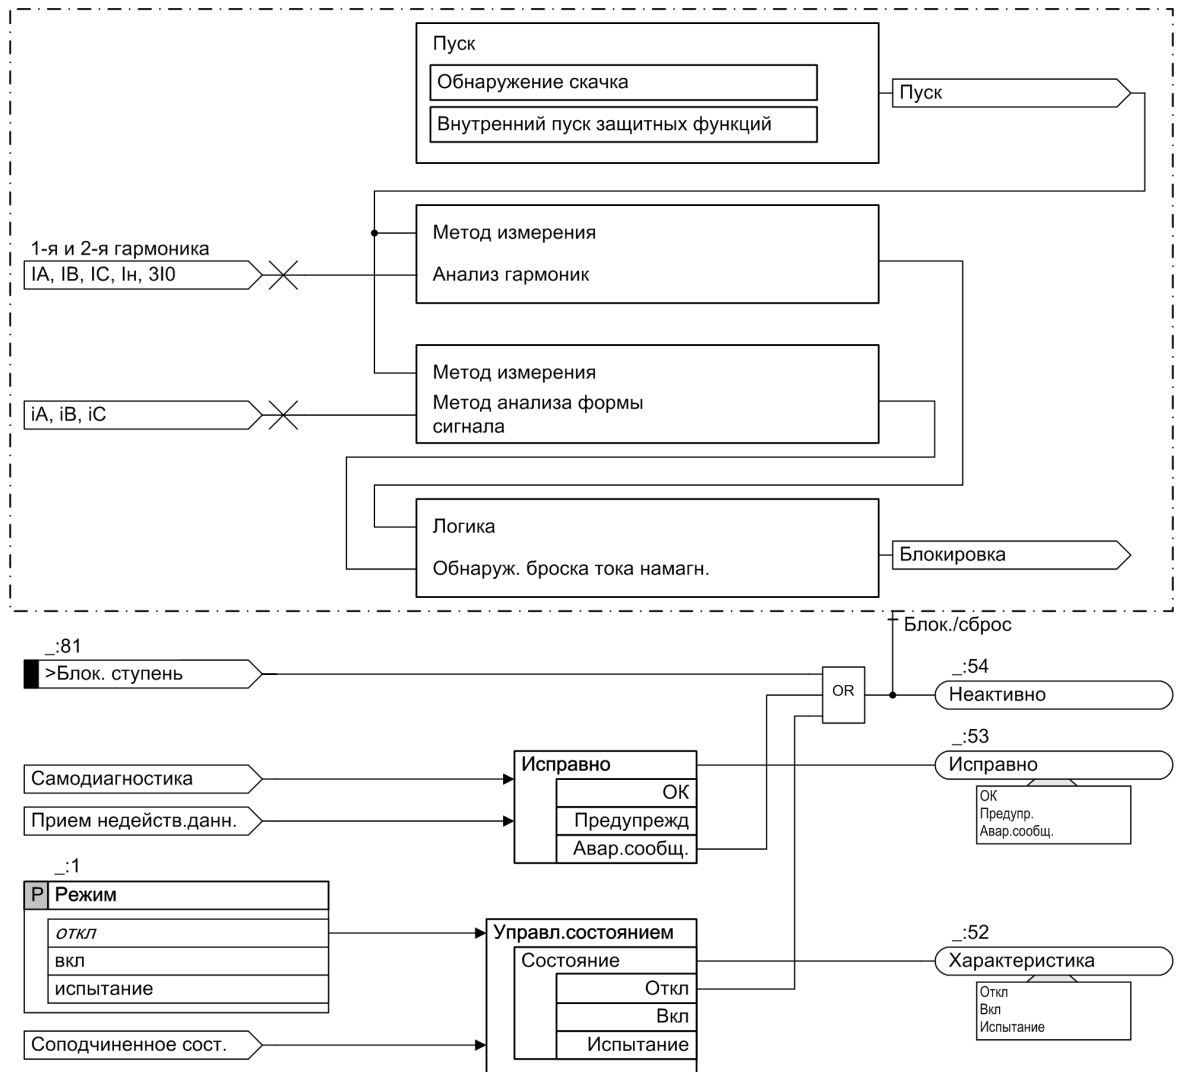 Пуск
Обнаружение скачка
Пуск
Внутренний пуск защитных функций
1-я и 2-я гармоника
IA, IB, IC, Iн, 3I0
Метод измерения
Анализ гармоник
Метод измерения
iA, iB, iC
Метод анализа формы
сигнала
Логика
Обнаруж. броска тока намагн.
Блокировка
Блок./сброс
_:81
>Блок. ступень
OR
_:54
Неактивно
_:53
Исправно
ОК
Предупр.
Авар.сообщ.
Самодиагностика
Прием недейств.данн.
Исправно
ОК
Предупрежд
Авар.сообщ.
_:1
P Режим
откл
вкл
испытание
Соподчиненное сост.
Управл.состоянием
Состояние
Откл
Вкл
Испытание
_:52
Характеристика
Откл
Вкл
Испытание